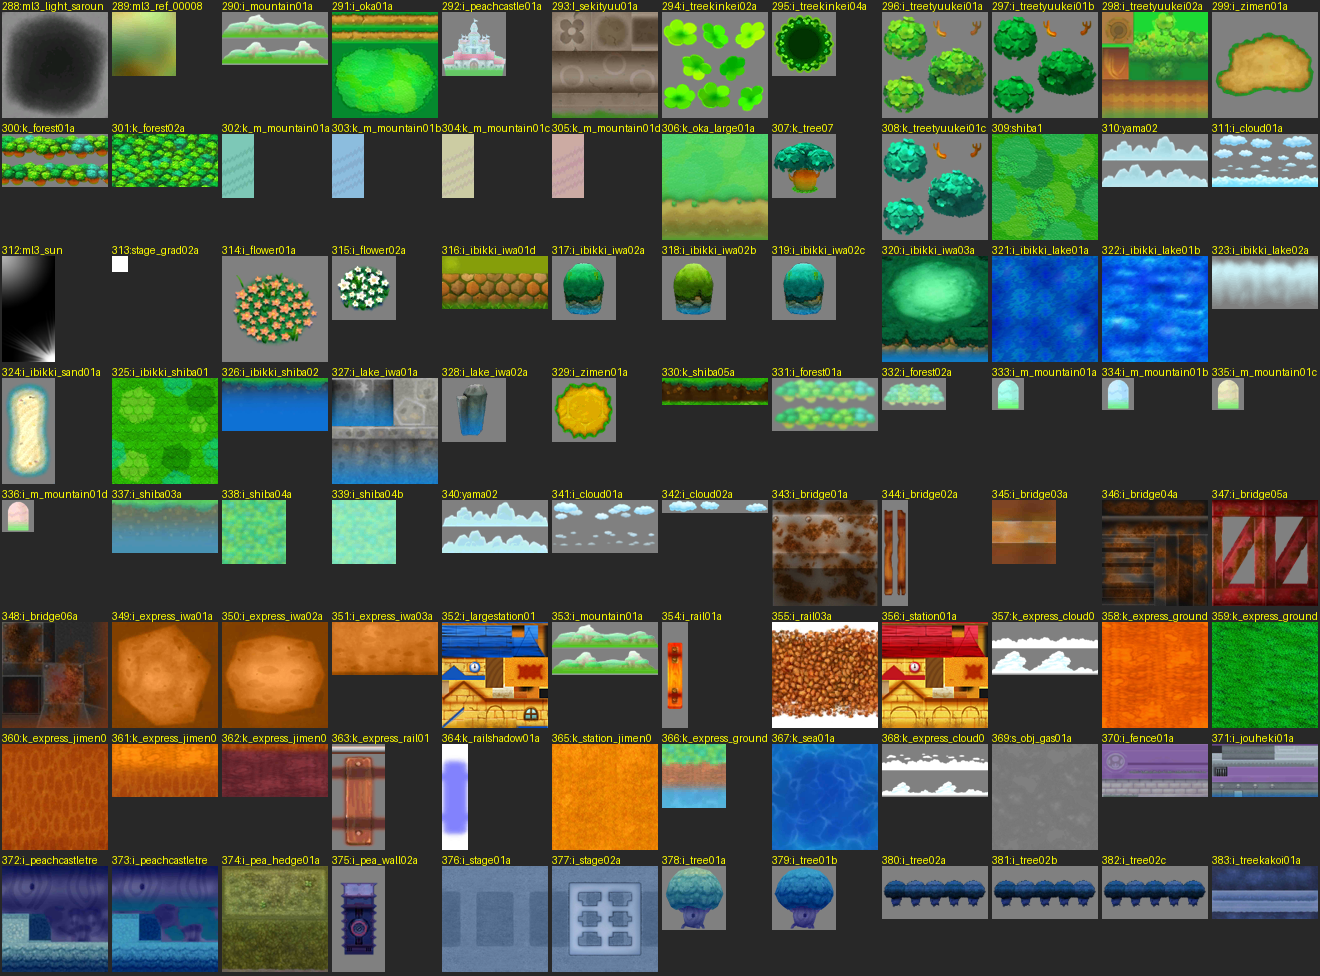 288:ml3_light_saroun 289:ml3_ref_00008 290:i_mountain01a 291:i_oka01a 292:i_peachcastle01a 293:i_sekityuu01a 294:i_treekinkei02a 295:i_treekinkei04a 296:i_treetyuukei01a 297:i_treetyuukei01b 298:i_treetyuukei02a 299:i_zimen01a
300:k_forest01a 301:k_forest02a 302:k_m_mountain01a 303:k_m_mountain01b 304:k_m_mountain01c 305:k_m_mountain01d 306:k_oka_large01a 307:k_tree07 308:k_treetyuukei01c 309:shiba1 310:yama02 311:i_cloud01a
312:ml3_sun 313:stage_grad02a 314:i_flower01a 315:i_flower02a 316:i_ibikki_iwa01d 317:i_ibikki_iwa02a 318:i_ibikki_iwa02b 319:i_ibikki_iwa02c 320:i_ibikki_iwa03a 321:i_ibikki_lake01a 322:i_ibikki_lake01b 323:i_ibikki_lake02a
324:i_ibikki_sand01a 325:i_ibikki_shiba01 326:i_ibikki_shiba02 327:i_lake_iwa01a 328:i_lake_iwa02a 329:i_zimen01a 330:k_shiba05a 331:i_forest01a 332:i_forest02a 333:i_m_mountain01a 334:i_m_mountain01b 335:i_m_mountain01c
336:i_m_mountain01d 337:i_shiba03a 338:i_shiba04a 339:i_shiba04b 340:yama02 341:i_cloud01a 342:i_cloud02a 343:i_bridge01a 344:i_bridge02a 345:i_bridge03a 346:i_bridge04a 347:i_bridge05a
348:i_bridge06a 349:i_express_iwa01a 350:i_express_iwa02a 351:i_express_iwa03a 352:i_largestation01 353:i_mountain01a 354:i_rail01a 355:i_rail03a 356:i_station01a 357:k_express_cloud0 358:k_express_ground 359:k_express_ground
360:k_express_jimen0 361:k_express_jimen0 362:k_express_jimen0 363:k_express_rail01 364:k_railshadow01a 365:k_station_jimen0 366:k_express_ground 367:k_sea01a 368:k_express_cloud0 369:s_obj_gas01a 370:i_fence01a 371:i_jouheki01a
372:i_peachcastletre 373:i_peachcastletre 374:i_pea_hedge01a 375:i_pea_wall02a 376:i_stage01a 377:i_stage02a 378:i_tree01a 379:i_tree01b 380:i_tree02a 381:i_tree02b 382:i_tree02c 383:i_treekakoi01a